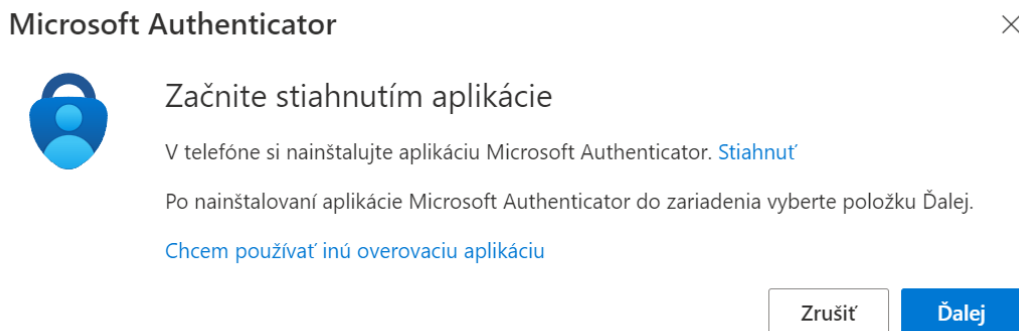 Microsoft Authenticator
Začnite stiahnutím aplikácie
V telefóne si nainštalujte aplikáciu Microsoft Authenticator. Stiahnuť
Po nainštalovaní aplikácie Microsoft Authenticator do zariadenia vyberte položku Ďalej.
Chcem používať inú overovaciu aplikáciu
Zrušiť Ďalej